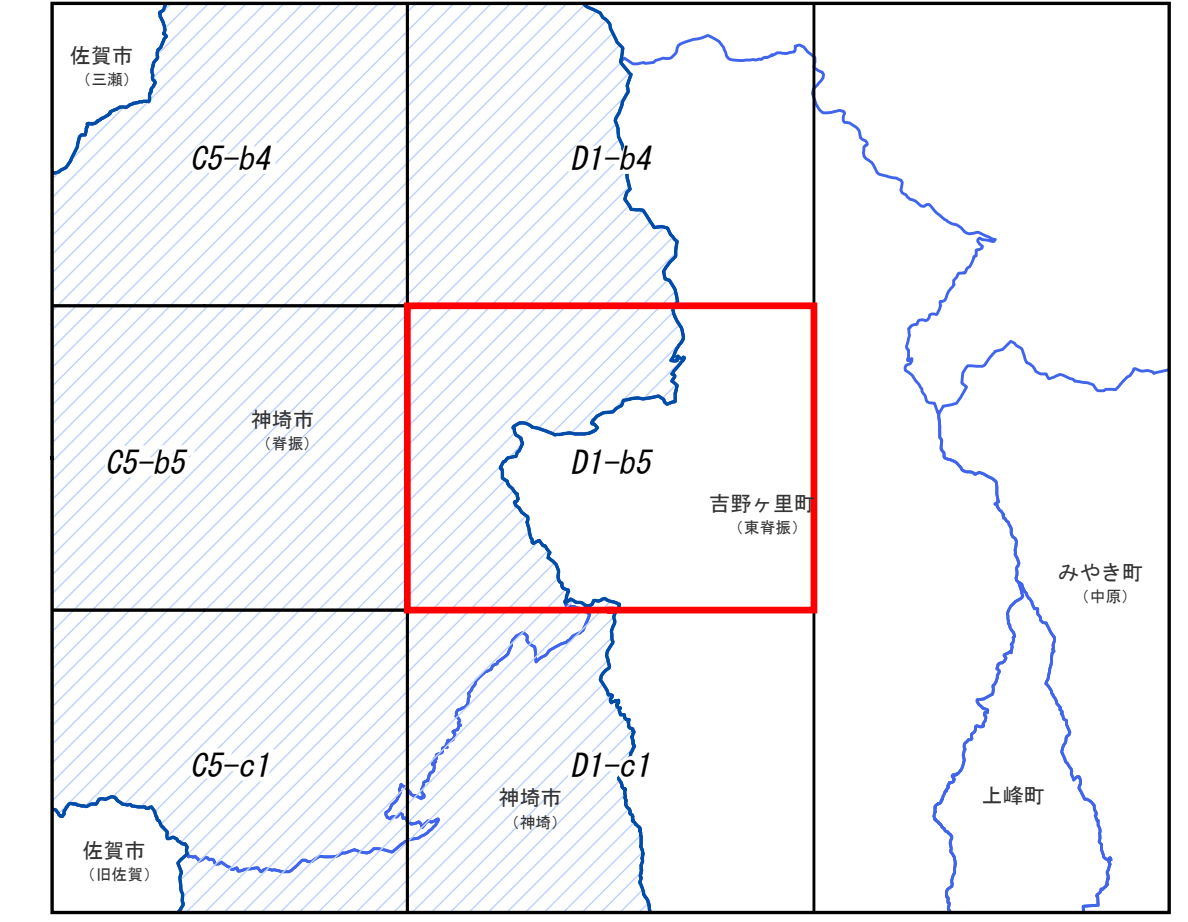 佐賀市
（三瀬）
C5-b4
D1-b4
神埼市
（脊振）
C5-b5
D1-b5
吉野ヶ里町
（東脊振）
みやき町
（中原）
C5-c1
D1-c1
神埼市
（神埼）
上峰町
佐賀市
（旧佐賀）